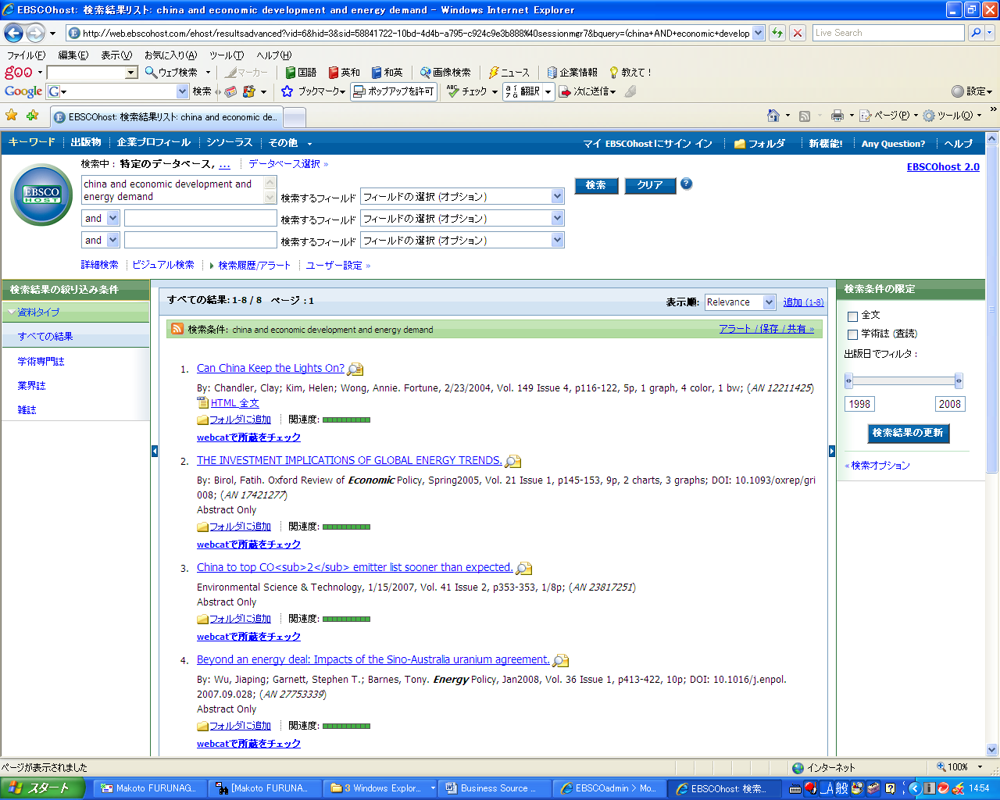 EBSCOhost: 検索結果リスト: china and economic development and energy demand - Windows Internet Explorer
http://web.ebscohost.com/ehost/resultsadvanced?vid=6&hid=3&sid=58841722-10bd-4d4b-a795-c924c9e3b888%40sessionmgr7&bquery=(china+AND+economic+develop
Live Search
ファイル(F) 編集(E) 表示(V) お気に入り(A) ツール(T) ヘルプ(H)
goo ウェブ検索 マーカー 国語 英和 和英 画像検索 ニュース 企業情報 教えて!
Google G 検索 ブックマーク ポップアップを許可 チェック 翻訳 次に送信 設定
EBSCOhost: 検索結果リスト: china and economic de... ページ(P) ツール(O)
キーワード 出版物 企業プロフィール シソーラス その他 マイ EBSCOhostにサイン イン フォルダ 新機能! Any Question? ヘルプ
検索中 : 特定のデータベース, ... データベース選択 »
EBSCOhost 2.0
EBSCO HOST
china and economic development and energy demand
検索するフィールド フィールドの選択 (オプション) 検索 クリア
and 検索するフィールド フィールドの選択 (オプション)
and 検索するフィールド フィールドの選択 (オプション)
詳細検索 ビジュアル検索 検索履歴/アラート ユーザー設定 »
検索結果の絞り込み条件
資料タイプ
すべての結果
学術専門誌
業界誌
雑誌
すべての結果: 1-8 / 8 ページ : 1
表示順: Relevance 追加 (1-8)
検索条件: china and economic development and energy demand アラート / 保存 / 共有 »
1. Can China Keep the Lights On?
By: Chandler, Clay; Kim, Helen; Wong, Annie. Fortune, 2/23/2004, Vol. 149 Issue 4, p116-122, 5p, 1 graph, 4 color, 1 bw; (AN 12211425)
HTML 全文
フォルダに追加 関連度:
webcatで所蔵をチェック
2. THE INVESTMENT IMPLICATIONS OF GLOBAL ENERGY TRENDS.
By: Birol, Fatih. Oxford Review of Economic Policy, Spring2005, Vol. 21 Issue 1, p145-153, 9p, 2 charts, 3 graphs; DOI: 10.1093/oxrep/gri
008; (AN 17421277)
Abstract Only
フォルダに追加 関連度:
webcatで所蔵をチェック
3. China to top CO<sub>2</sub> emitter list sooner than expected.
Environmental Science & Technology, 1/15/2007, Vol. 41 Issue 2, p353-353, 1/8p; (AN 23817251)
Abstract Only
フォルダに追加 関連度:
webcatで所蔵をチェック
4. Beyond an energy deal: Impacts of the Sino-Australia uranium agreement.
By: Wu, Jiaping; Garnett, Stephen T.; Barnes, Tony. Energy Policy, Jan2008, Vol. 36 Issue 1, p413-422, 10p; DOI: 10.1016/j.enpol.
2007.09.028; (AN 27753339)
Abstract Only
フォルダに追加 関連度:
webcatで所蔵をチェック
検索条件の限定
全文
学術誌 (査読)
出版日でフィルタ :
1998 2008
検索結果の更新
« 検索オプション
ページが表示されました インターネット 100%
スタート Makoto FURUNAG... [Makoto FURUNA... 3 Windows Explor... Business Source ... EBSCOadmin > Mo... EBSCOhost: 検索... A 般 14:54